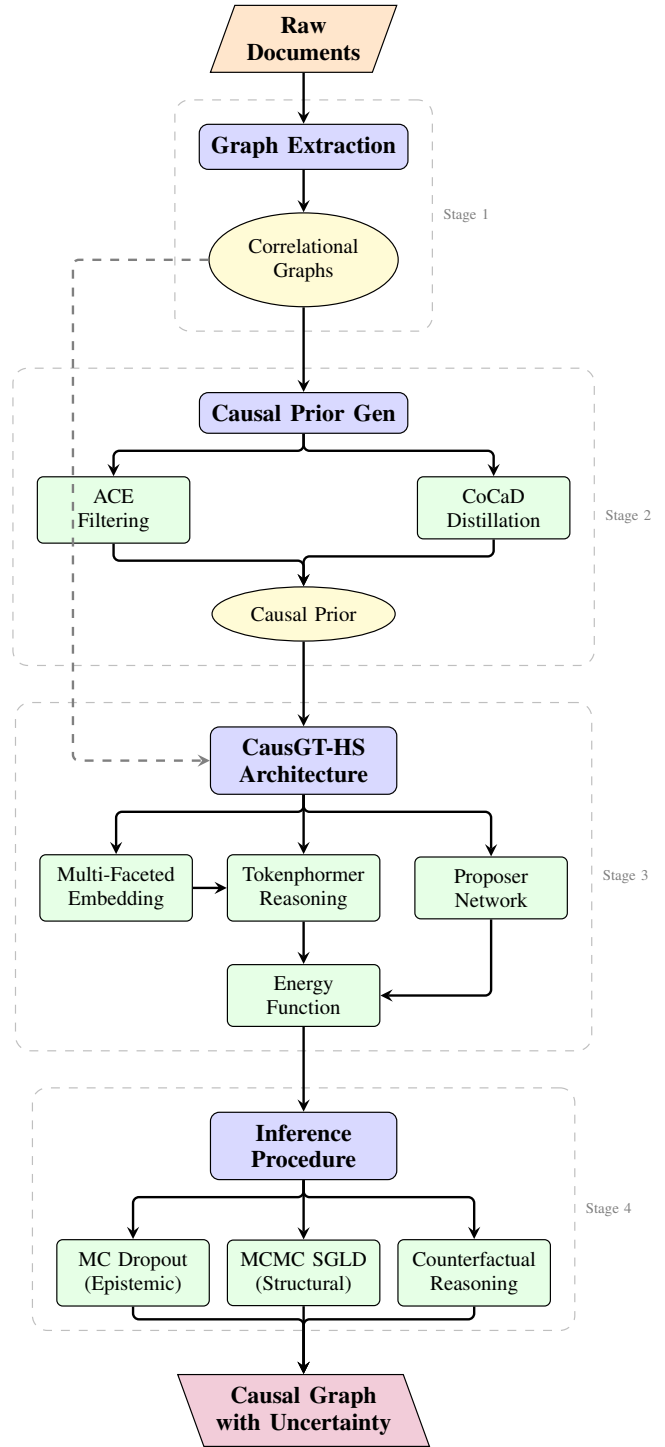 Raw
Documents
Graph Extraction
Stage 1
Correlational
Graphs
Causal Prior Gen
ACE
Filtering
CoCaD
Distillation
Stage 2
Causal Prior
CausGT-HS
Architecture
Multi-Faceted
Embedding
Tokenphormer
Reasoning
Proposer
Network
Stage 3
Energy
Function
Inference
Procedure
Stage 4
MC Dropout
(Epistemic)
MCMC SGLD
(Structural)
Counterfactual
Reasoning
Causal Graph
with Uncertainty